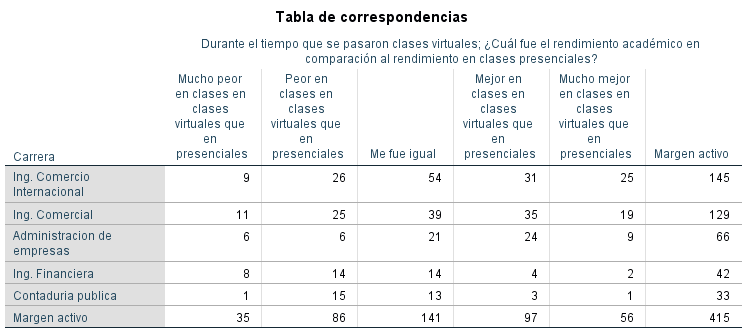 Tabla de correspondencias
Durante el tiempo que se pasaron clases virtuales; ¿Cuál fue el rendimiento académico en
comparación al rendimiento en clases presenciales?
Carrera
Mucho peor
en clases en
clases
virtuales que
en
presenciales
Peor en
clases en
clases
virtuales que
en
presenciales
Me fue igual
Mejor en
clases en
clases
virtuales que
en
presenciales
Mucho mejor
en clases en
clases
virtuales que
en
presenciales
Margen activo
Ing. Comercio
Internacional
9 26 54 31 25 145
Ing. Comercial 11 25 39 35 19 129
Administracion de
empresas
6 6 21 24 9 66
Ing. Financiera 8 14 14 4 2 42
Contaduria publica 1 15 13 3 1 33
Margen activo 35 86 141 97 56 415